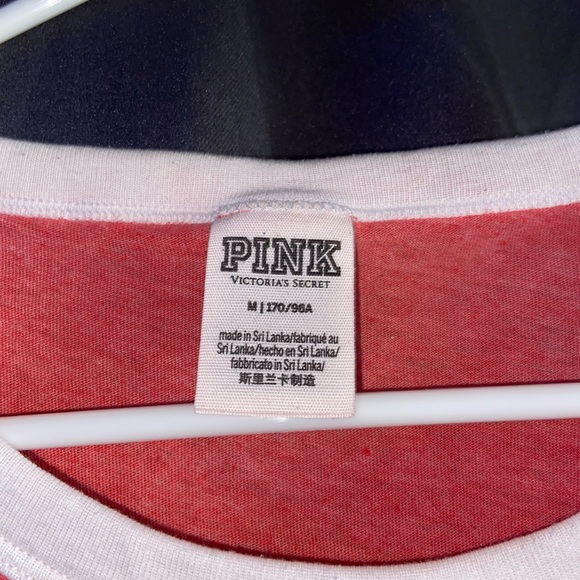 PINK
VICTORIA'S SECRET
M | 170/96A
made in Sri Lanka/fabriqué au
Sri Lanka/hecho en Sri Lanka/
fabbricato in Sri Lanka/
斯里兰卡制造